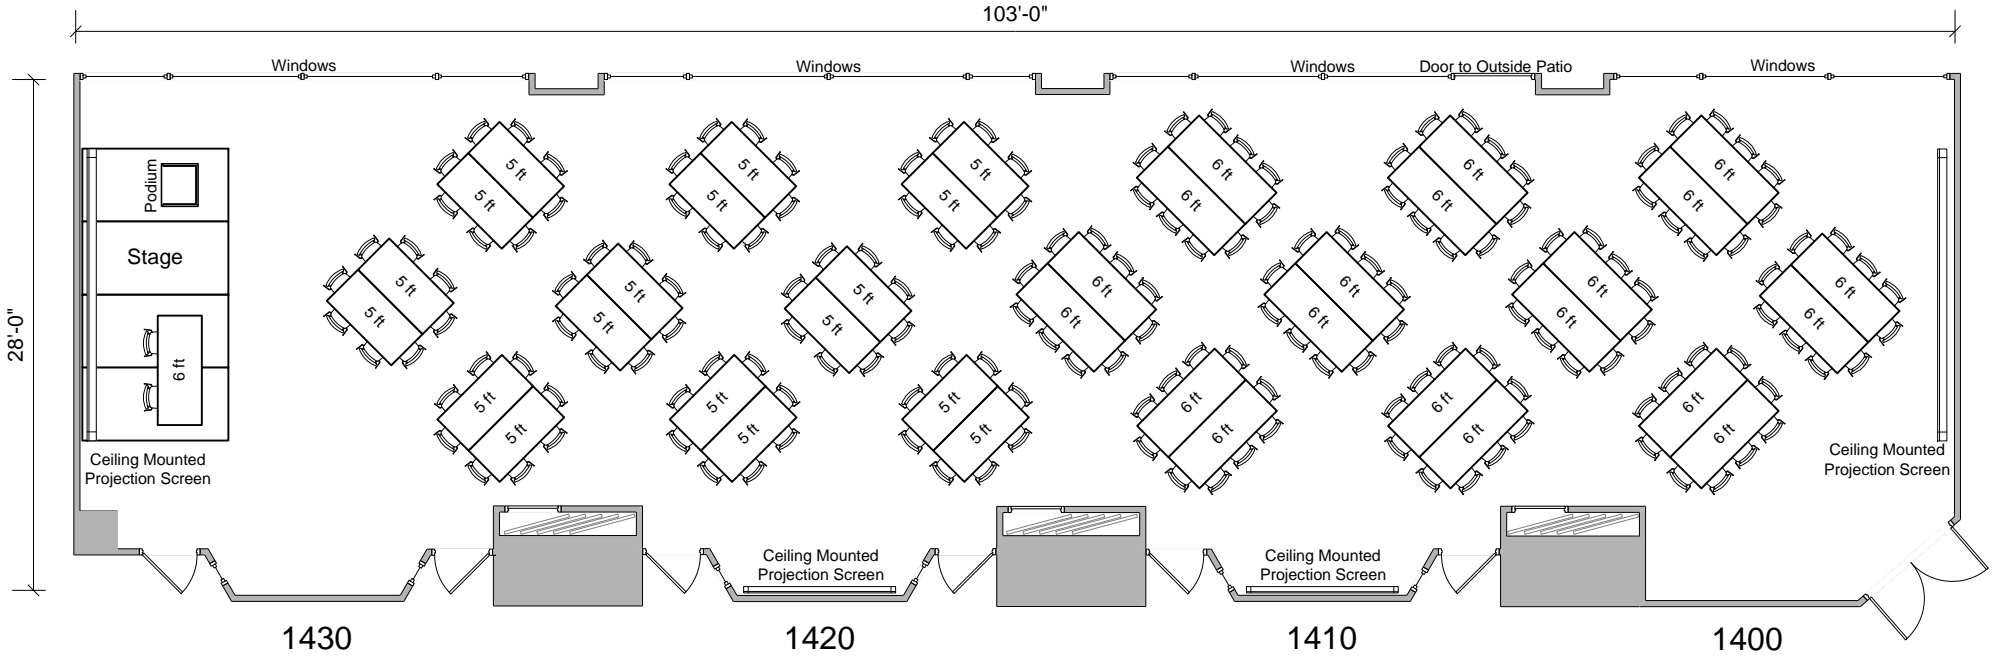 103'-0"
Windows
Windows
Windows
Door to Outside Patio
Windows
28'-0"
Podium
Stage
6 ft
Ceiling Mounted
Projection Screen
5 ft
5 ft
5 ft
5 ft
5 ft
5 ft
6 ft
6 ft
6 ft
6 ft
6 ft
6 ft
5 ft
5 ft
5 ft
5 ft
5 ft
5 ft
6 ft
6 ft
6 ft
6 ft
6 ft
6 ft
6 ft
6 ft
5 ft
5 ft
5 ft
5 ft
5 ft
5 ft
6 ft
6 ft
6 ft
6 ft
6 ft
6 ft
Ceiling Mounted
Projection Screen
Ceiling Mounted
Projection Screen
Ceiling Mounted
Projection Screen
1430
1420
1410
1400